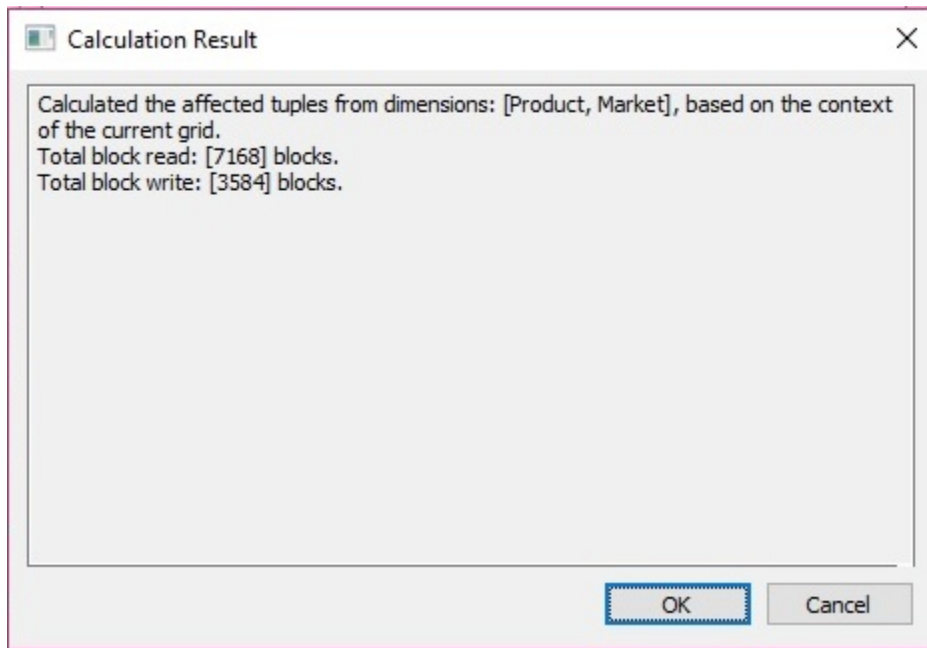 Calculation Result
Calculated the affected tuples from dimensions: [Product, Market], based on the context
of the current grid.
Total block read: [7168] blocks.
Total block write: [3584] blocks.
OK
Cancel